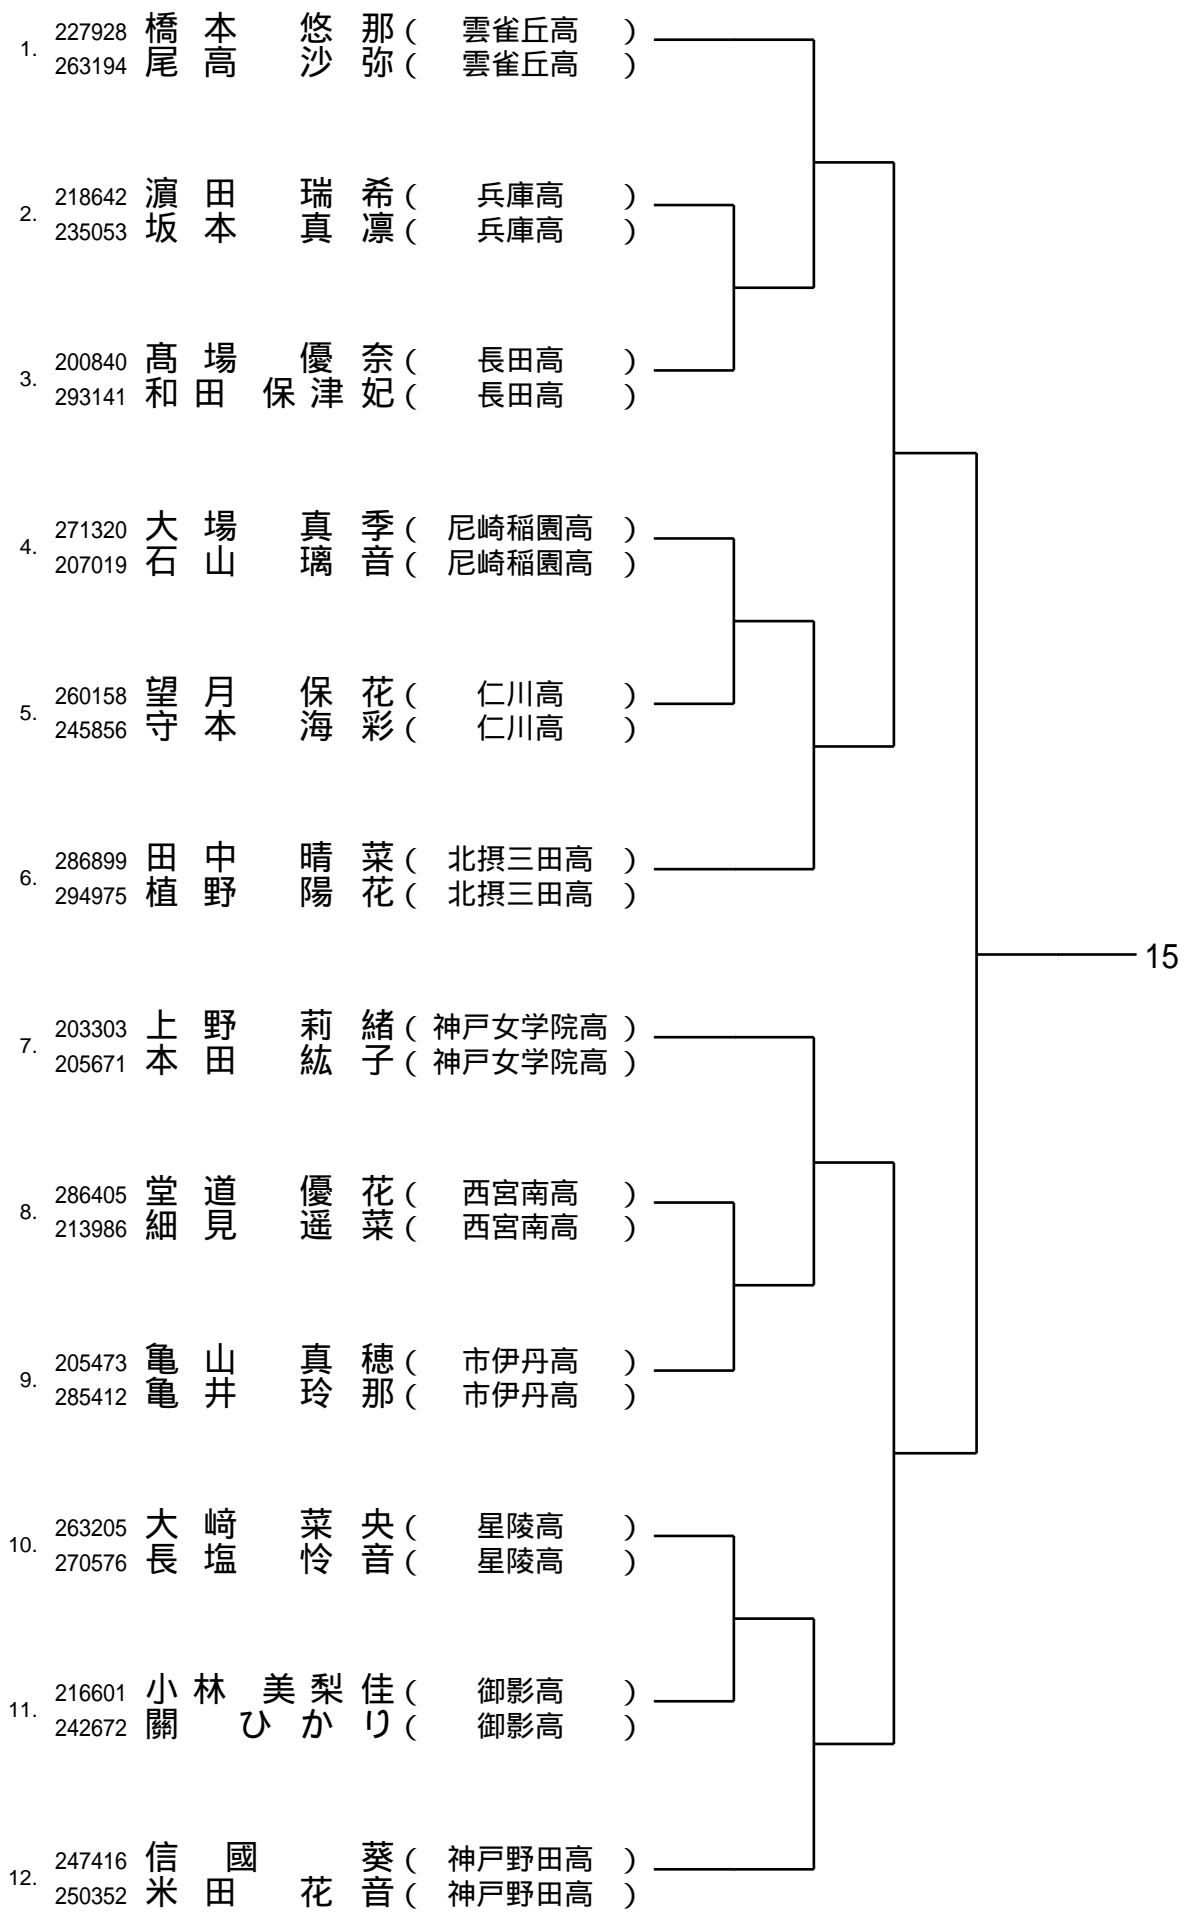 1. 227928 橋本 悠那 ( 雲雀丘高 )
263194 尾高 沙弥 ( 雲雀丘高 )
2. 218642 濵田 瑞希 ( 兵庫高 )
235053 坂本 真凛 ( 兵庫高 )
3. 200840 髙場 優奈 ( 長田高 )
293141 和田 保津妃 ( 長田高 )
4. 271320 大場 真季 ( 尼崎稲園高 )
207019 石山 璃音 ( 尼崎稲園高 )
5. 260158 望月 保花 ( 仁川高 )
245856 守本 海彩 ( 仁川高 )
6. 286899 田中 晴菜 ( 北摂三田高 )
294975 植野 陽花 ( 北摂三田高 )
15
7. 203303 上野 莉緒 ( 神戸女学院高 )
205671 本田 紘子 ( 神戸女学院高 )
8. 286405 堂道 優花 ( 西宮南高 )
213986 細見 遥菜 ( 西宮南高 )
9. 205473 亀山 真穂 ( 市伊丹高 )
285412 亀井 玲那 ( 市伊丹高 )
10. 263205 大﨑 菜央 ( 星陵高 )
270576 長塩 怜音 ( 星陵高 )
11. 216601 小林 美梨佳 ( 御影高 )
242672 關 ひかり ( 御影高 )
12. 247416 信國 葵 ( 神戸野田高 )
250352 米田 花音 ( 神戸野田高 )